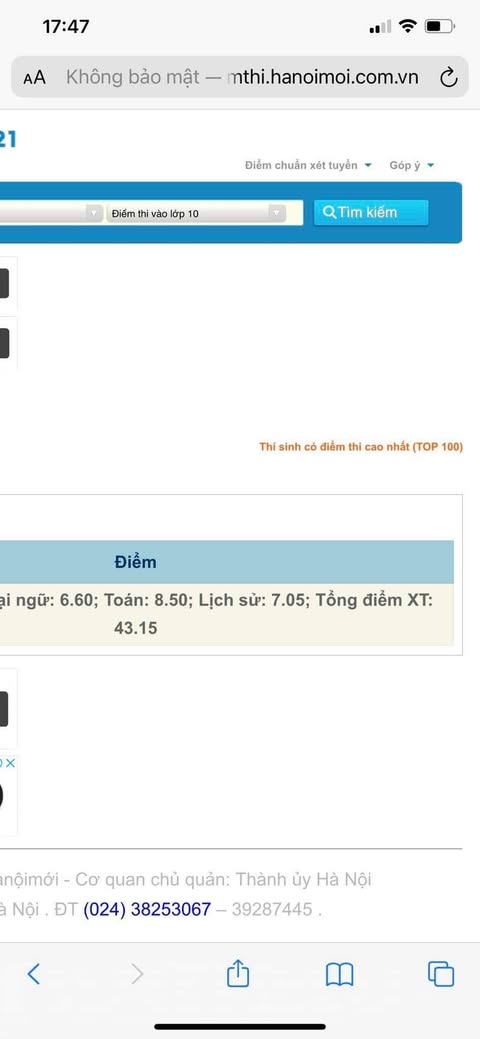 17:47
AA Không bảo mật — mthi.hanoimoi.com.vn
21
Điểm chuẩn xét tuyển Góp ý
Điểm thi vào lớp 10 Tìm kiếm
Thí sinh có điểm thi cao nhất (TOP 100)
Điểm
ại ngữ: 6.60; Toán: 8.50; Lịch sử: 7.05; Tổng điểm XT:
43.15
anộimới - Cơ quan chủ quản: Thành ủy Hà Nội
à Nội . ĐT (024) 38253067 – 39287445 .